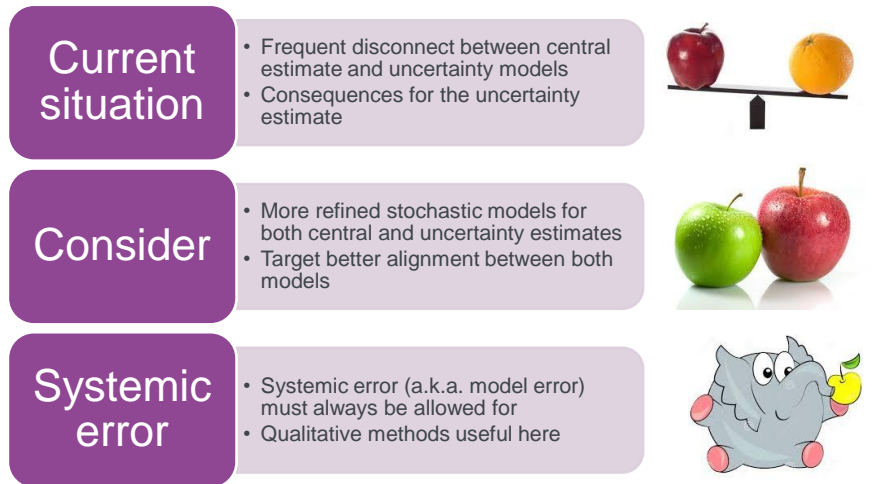 Current
situation
• Frequent disconnect between central
estimate and uncertainty models
• Consequences for the uncertainty
estimate
Consider
• More refined stochastic models for
both central and uncertainty estimates
• Target better alignment between both
models
Systemic
error
• Systemic error (a.k.a. model error)
must always be allowed for
• Qualitative methods useful here